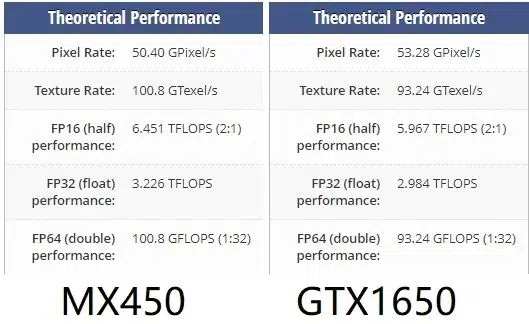 Theoretical Performance
Pixel Rate: 50.40 GPixel/s
Texture Rate: 100.8 GTexel/s
FP16 (half) performance: 6.451 TFLOPS (2:1)
FP32 (float) performance: 3.226 TFLOPS
FP64 (double) performance: 100.8 GFLOPS (1:32)
MX450
Theoretical Performance
Pixel Rate: 53.28 GPixel/s
Texture Rate: 93.24 GTexel/s
FP16 (half) performance: 5.967 TFLOPS (2:1)
FP32 (float) performance: 2.984 TFLOPS
FP64 (double) performance: 93.24 GFLOPS (1:32)
GTX1650